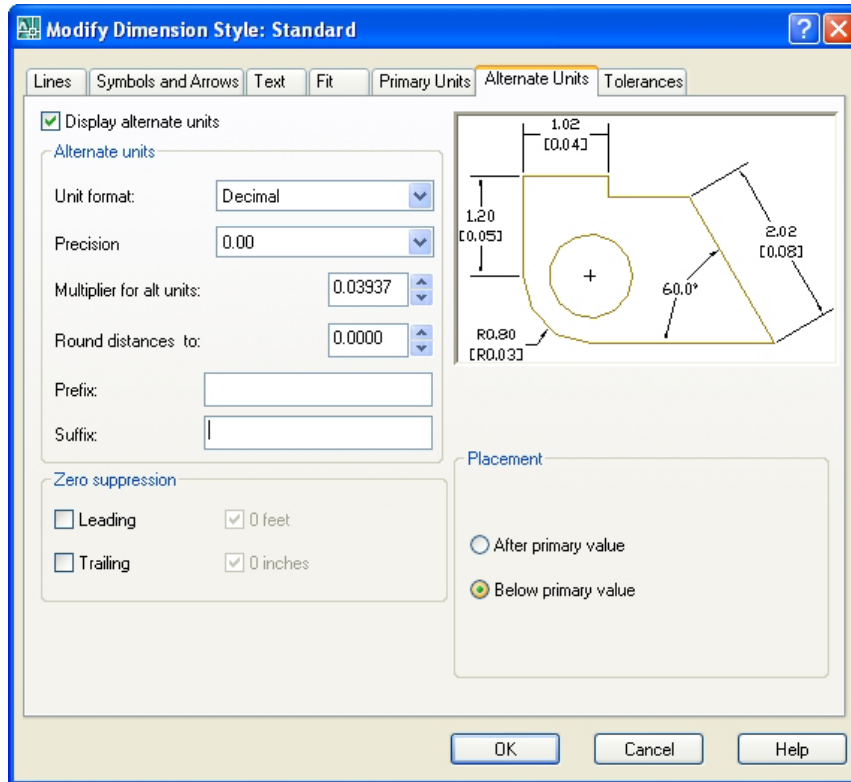 Modify Dimension Style: Standard
Lines
Symbols and Arrows
Text
Fit
Primary Units
Alternate Units
Tolerances
Display alternate units
Alternate units
Unit format:
Decimal
Precision
0.00
Multiplier for alt units:
0.03937
Round distances to:
0.0000
Prefix:
Suffix:
Zero suppression
Leading
0 feet
Trailing
0 inches
1.02
[0.04]
1.20
[0.05]
2.02
[0.08]
60.0°
R0.80
[R0.03]
Placement
After primary value
Below primary value
OK
Cancel
Help